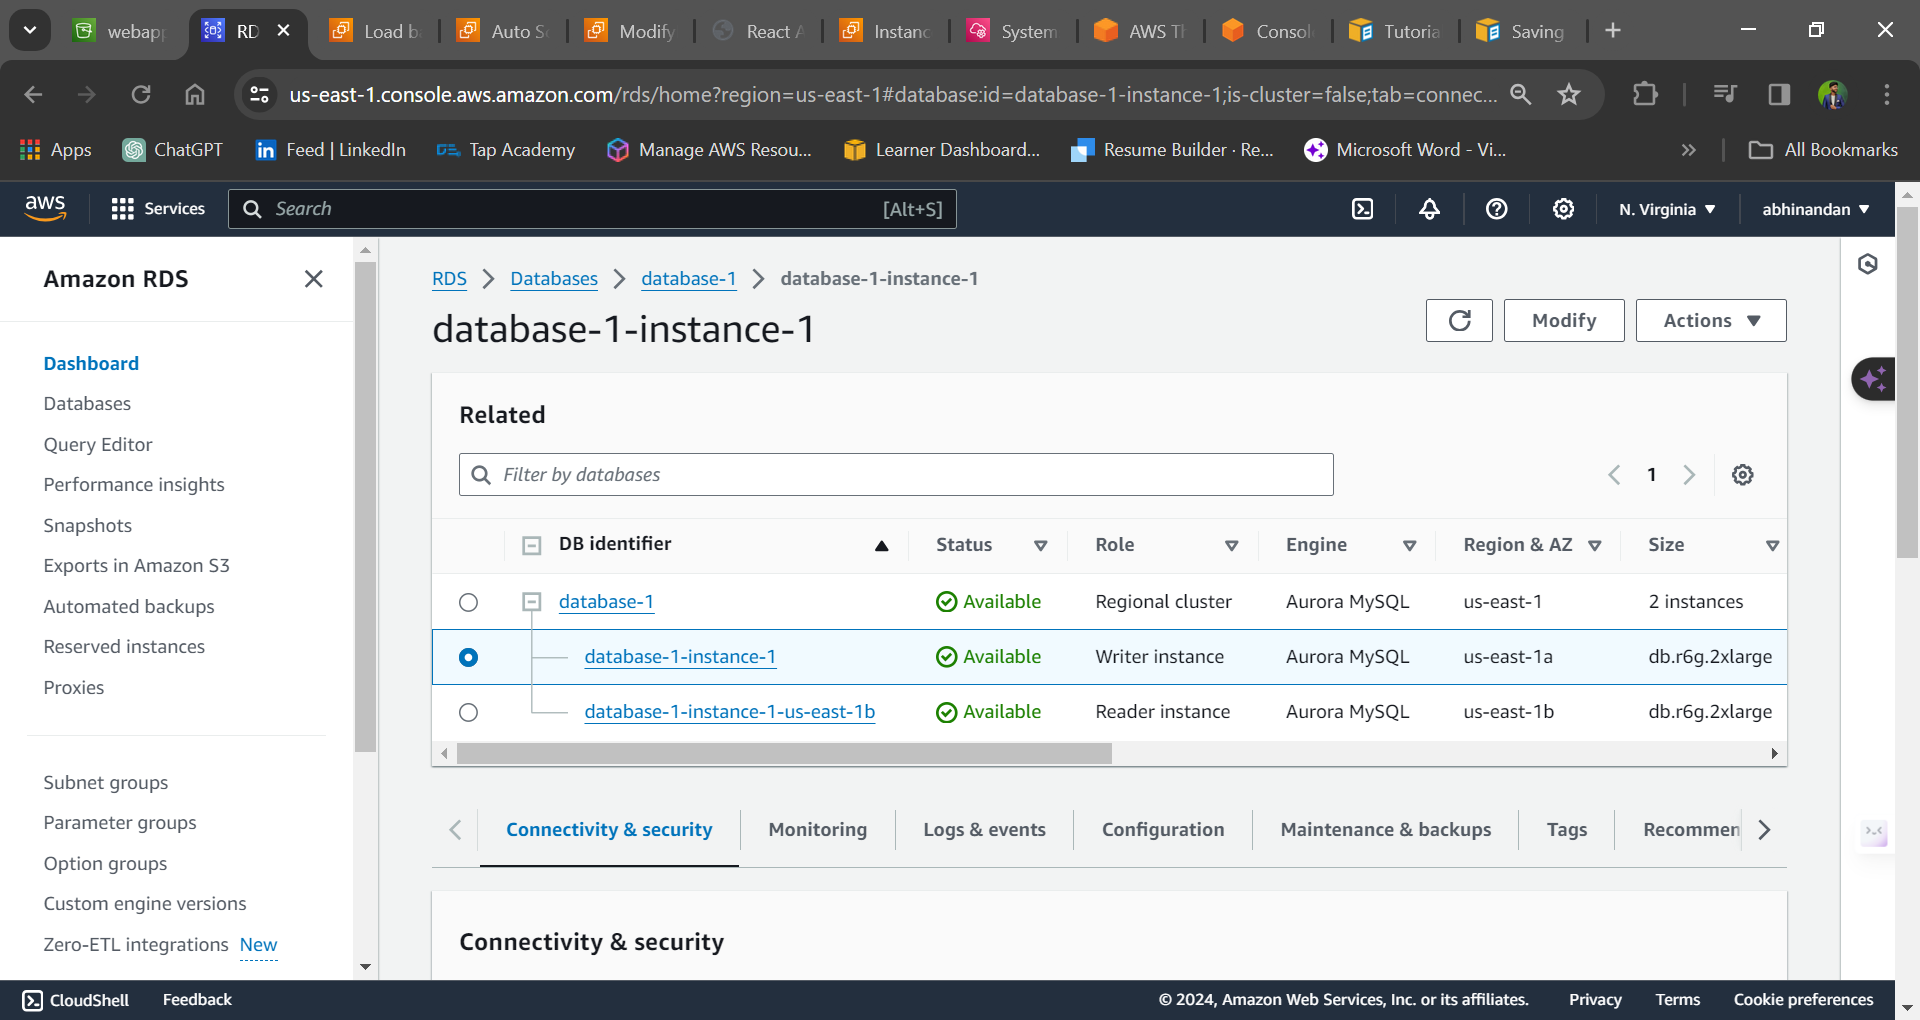 webapp
RD
Load b
Auto S
Modify
React A
Instanc
System
AWS Th
Consol
Tutoria
Saving
us-east-1.console.aws.amazon.com/rds/home?region=us-east-1#database:id=database-1-instance-1;is-cluster=false;tab=connec...
Apps
ChatGPT
Feed | LinkedIn
Tap Academy
Manage AWS Resou...
Learner Dashboard...
Resume Builder · Re...
Microsoft Word - Vi...
All Bookmarks
aws
Services
Search
[Alt+S]
N. Virginia
abhinandan
Amazon RDS
Dashboard
Databases
Query Editor
Performance insights
Snapshots
Exports in Amazon S3
Automated backups
Reserved instances
Proxies
Subnet groups
Parameter groups
Option groups
Custom engine versions
Zero-ETL integrations New
RDS > Databases > database-1 > database-1-instance-1
database-1-instance-1
Modify
Actions
Related
Filter by databases
1
DB identifier Status Role Engine Region & AZ Size
database-1 Available Regional cluster Aurora MySQL us-east-1 2 instances
database-1-instance-1 Available Writer instance Aurora MySQL us-east-1a db.r6g.2xlarge
database-1-instance-1-us-east-1b Available Reader instance Aurora MySQL us-east-1b db.r6g.2xlarge
Connectivity & security Monitoring Logs & events Configuration Maintenance & backups Tags Recommen
Connectivity & security
CloudShell Feedback © 2024, Amazon Web Services, Inc. or its affiliates. Privacy Terms Cookie preferences